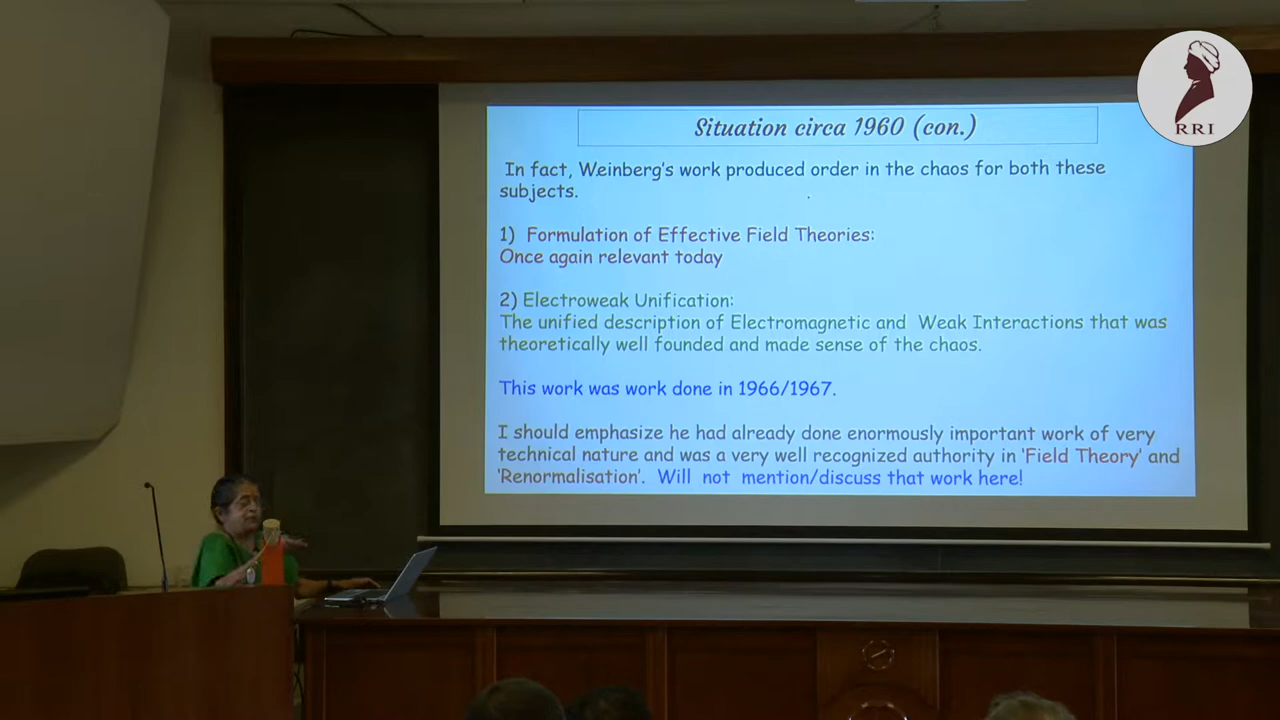 RRI
Situation circa 1960 (con.)
In fact, Weinberg's work produced order in the chaos for both these
subjects.
1) Formulation of Effective Field Theories:
Once again relevant today
2) Electroweak Unification:
The unified description of Electromagnetic and Weak Interactions that was
theoretically well founded and made sense of the chaos.
This work was work done in 1966/1967.
I should emphasize he had already done enormously important work of very
technical nature and was a very well recognized authority in 'Field Theory' and
'Renormalisation'. Will not mention/discuss that work here!